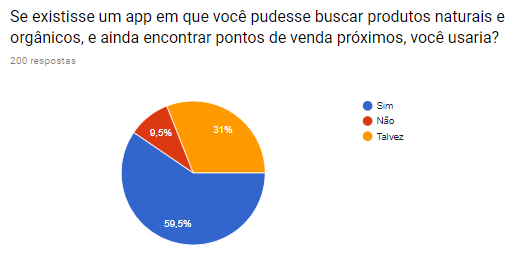 Se existisse um app em que você pudesse buscar produtos naturais e
orgânicos, e ainda encontrar pontos de venda próximos, você usaria?
200 respostas
Sim
Não
Talvez
9,5%
31%
59,5%